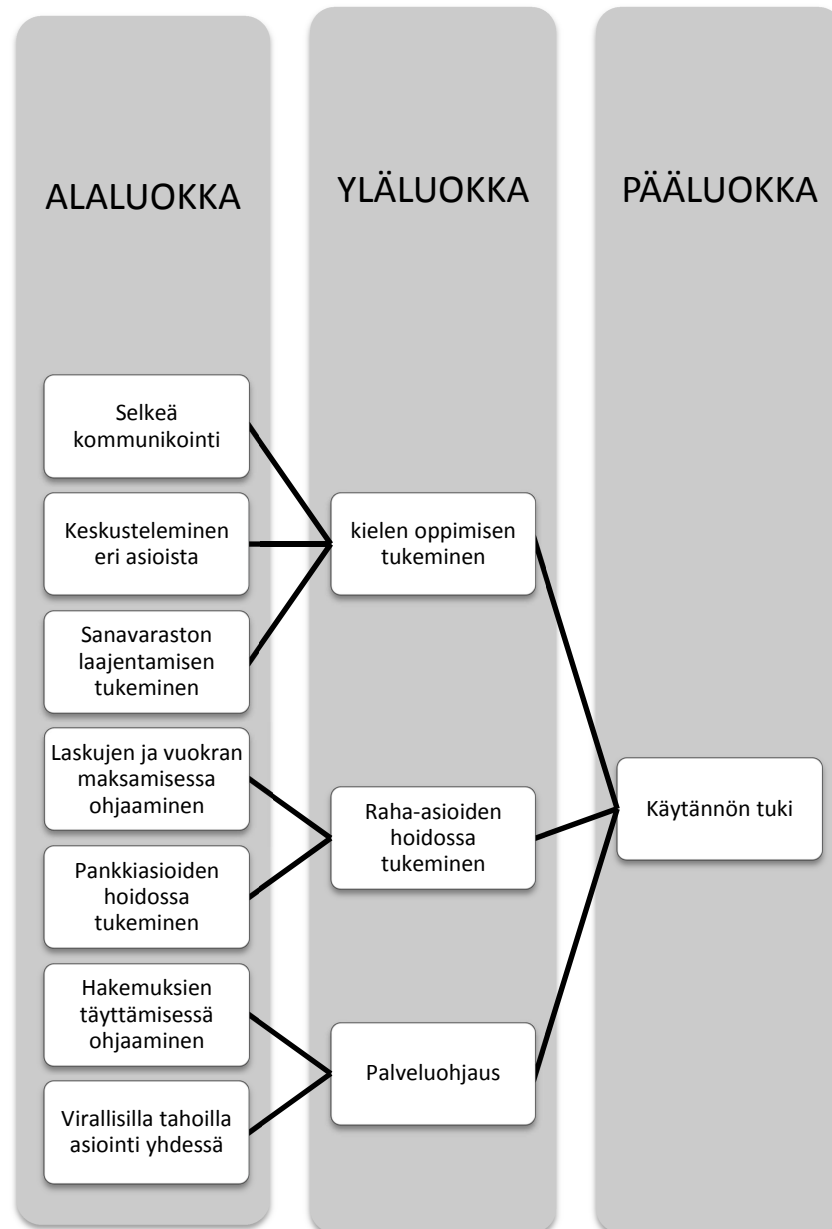 ALALUOKKA
YLÄLUOKKA
PÄÄLUOKKA
Selkeä
kommunikointi
Keskusteleminen
eri asioista
Sanavaraston
laajentamisen
tukeminen
Laskujen ja vuokran
maksamisessa
ohjaaminen
Pankkiasioiden
hoidossa
tukeminen
Hakemuksien
täyttämisessä
ohjaaminen
Virallisilla tahoilla
asiointi yhdessä
kielen oppimisen
tukeminen
Raha-asioiden
hoidossa
tukeminen
Palveluohjaus
Käytännön tuki